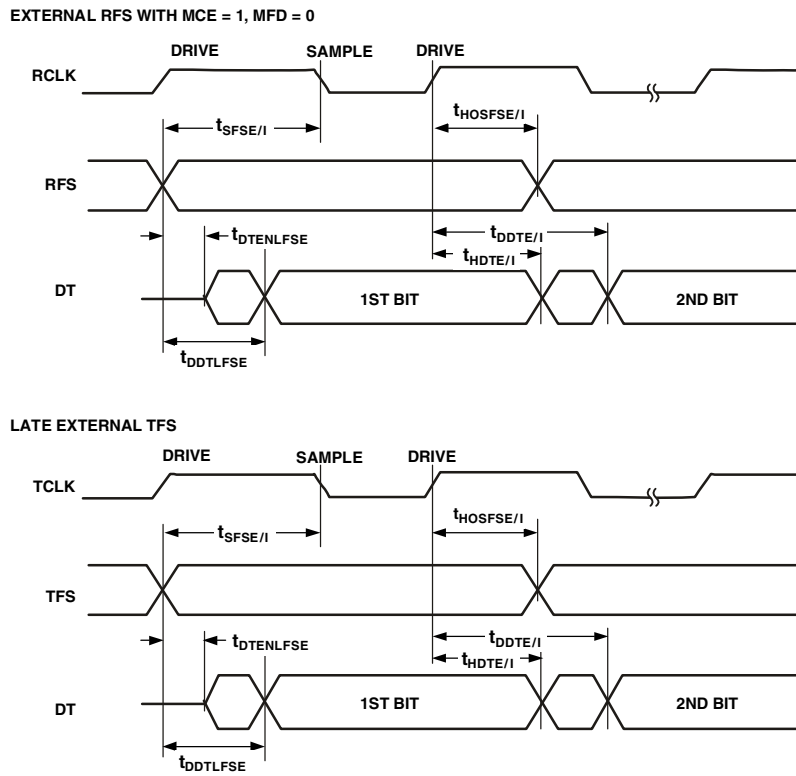 EXTERNAL RFS WITH MCE = 1, MFD = 0
DRIVE SAMPLE DRIVE
RCLK
tSFSE/I tHOSFSE/I
RFS
tDTENLFSE tDDTE/I
tHDTE/I
DT 1ST BIT 2ND BIT
tDDTLFSE
LATE EXTERNAL TFS
DRIVE SAMPLE DRIVE
TCLK
tSFSE/I tHOSFSE/I
TFS
tDTENLFSE tDDTE/I
tHDTE/I
DT 1ST BIT 2ND BIT
tDDTLFSE